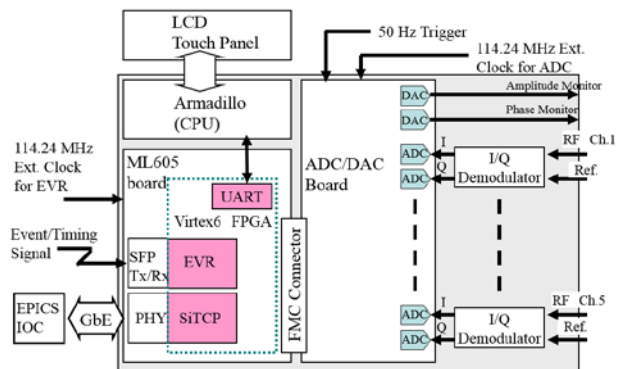 LCD
Touch Panel
50 Hz Trigger
114.24 MHz Ext.
Clock for ADC
Armadillo
(CPU)
DAC
Amplitude Monitor
DAC
Phase Monitor
114.24 MHz
Ext. Clock
for EVR
ML605
board
ADC/DAC
Board
ADC
I
I/Q
Demodulator
RF Ch.1
ADC
Q
Ref.
UART
Virtex6 FPGA
Event/Timing
Signal
SFP
Tx/Rx
EVR
FMC Connector
EPICS
IOC
GbE
PHY
SiTCP
ADC
I
I/Q
Demodulator
RF Ch.5
ADC
Q
Ref.